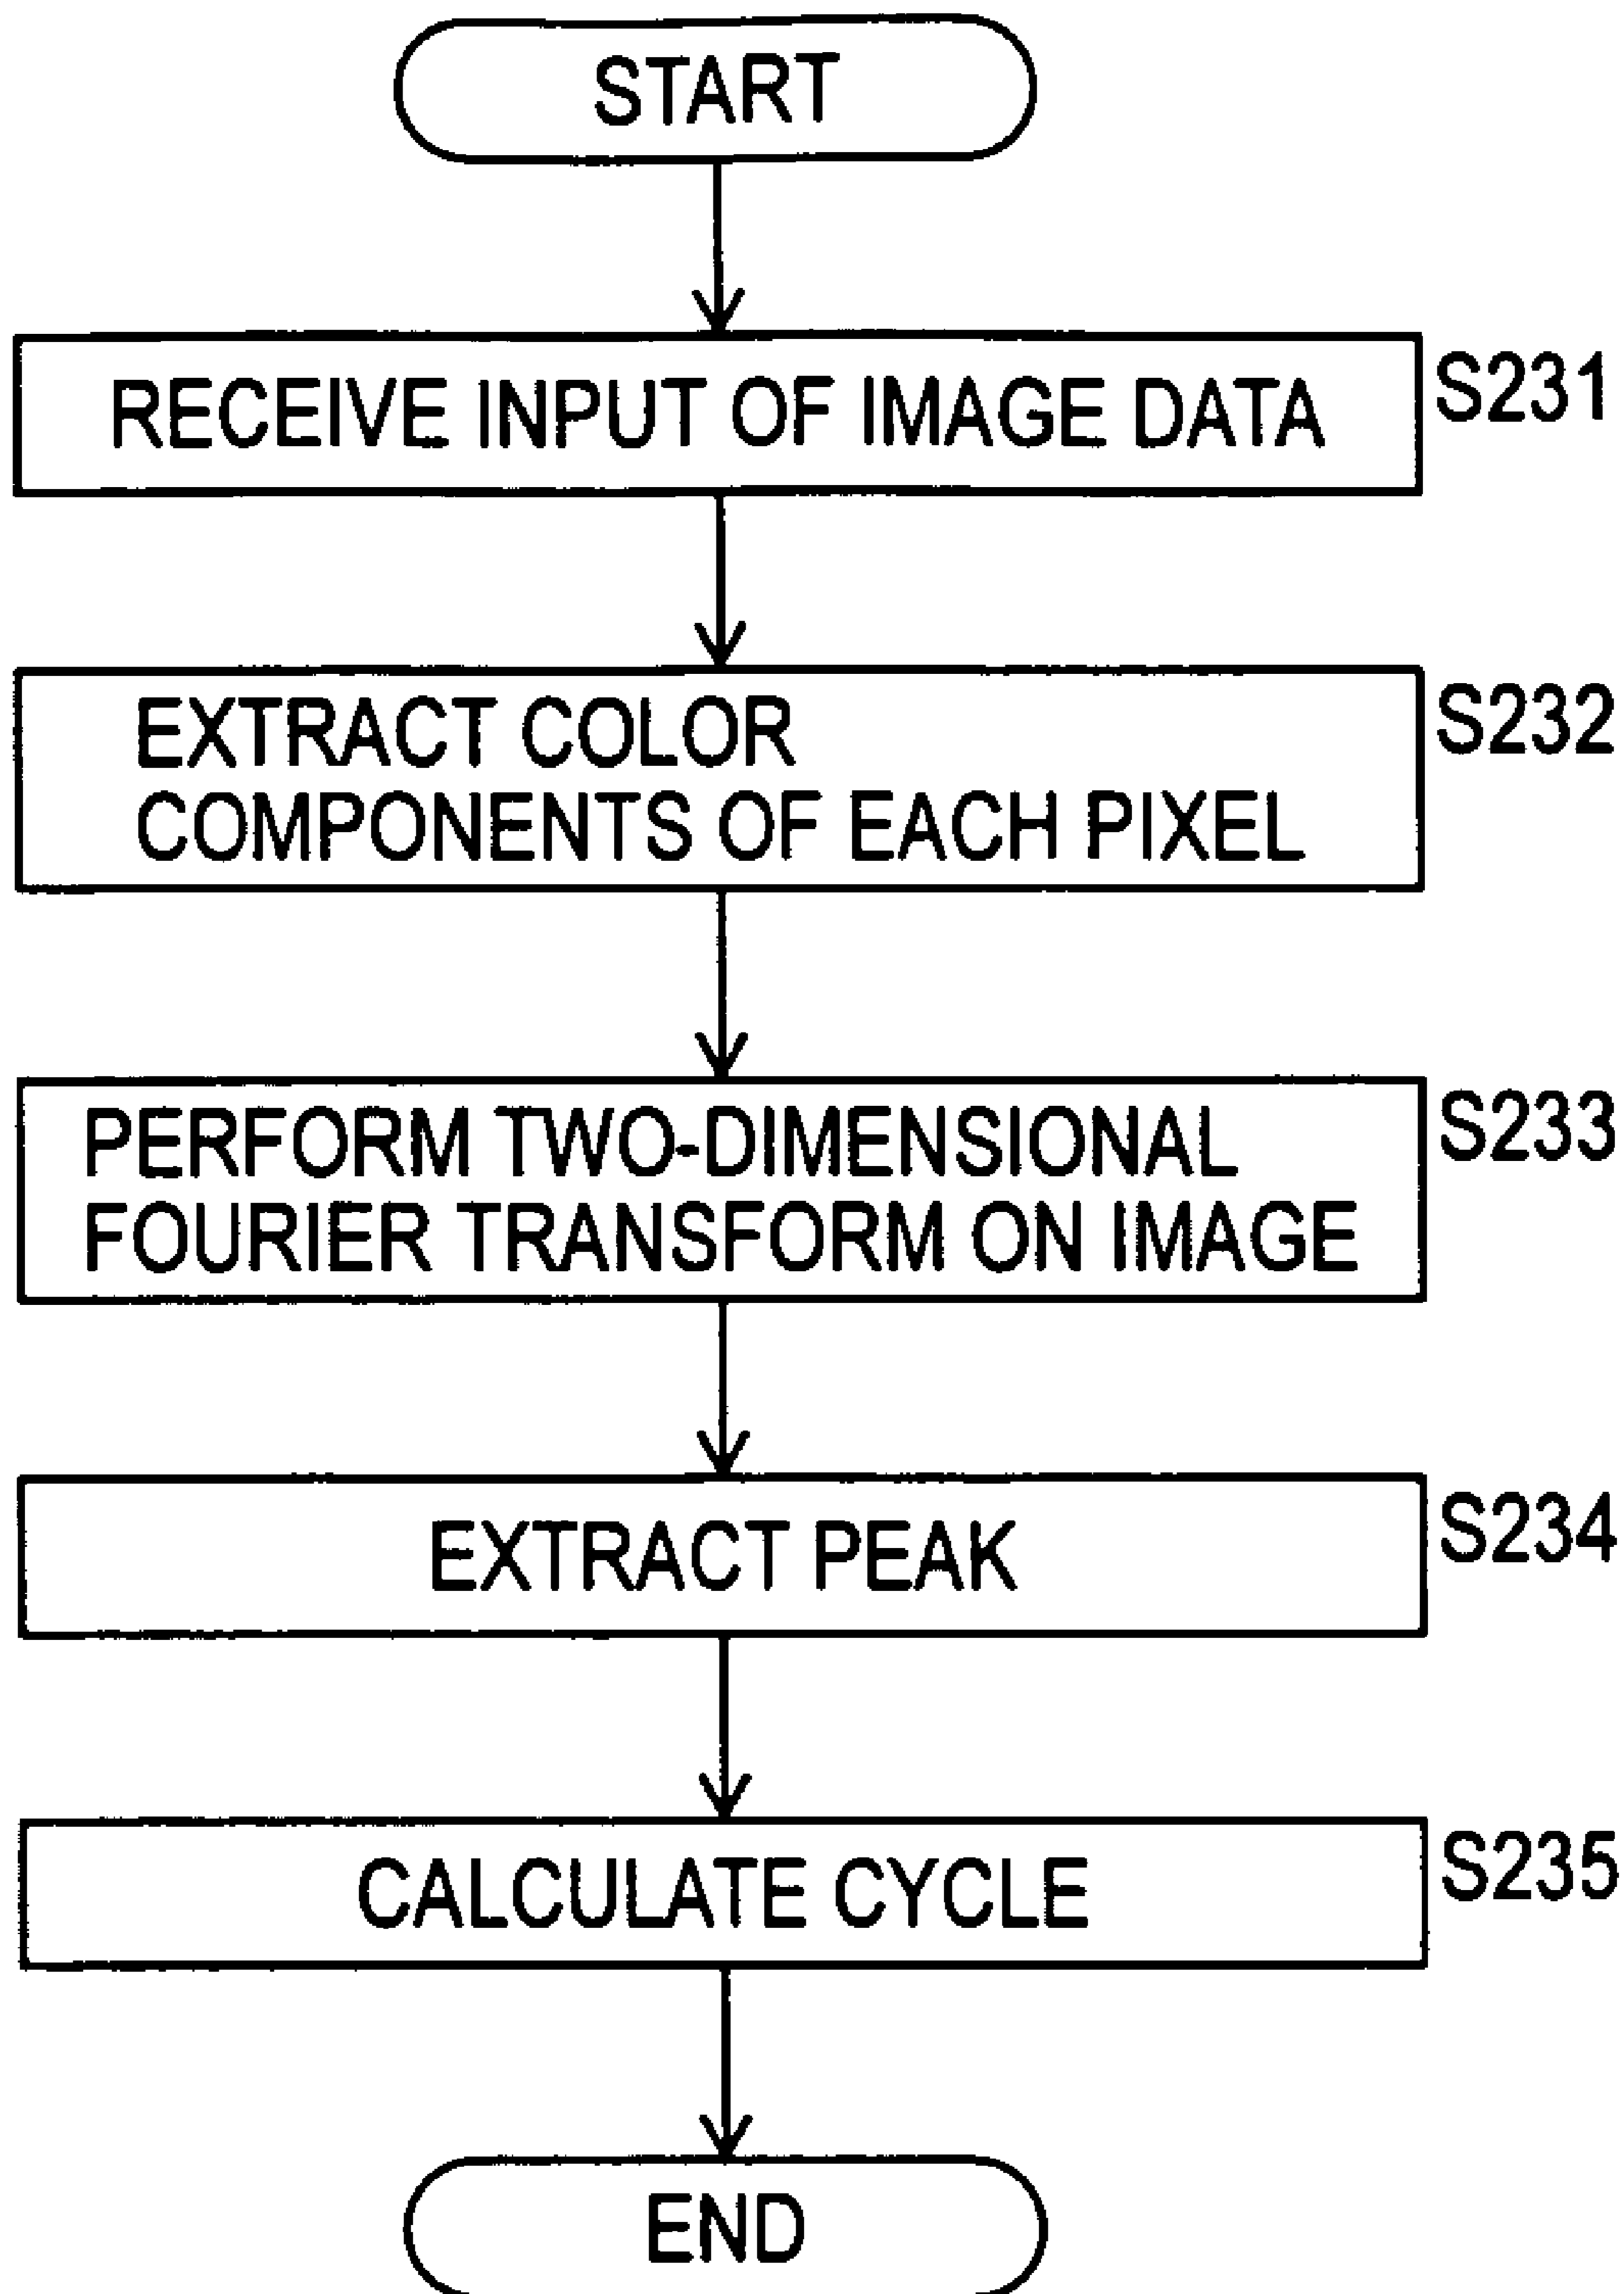 START
RECEIVE INPUT OF IMAGE DATA
S231
EXTRACT COLOR
COMPONENTS OF EACH PIXEL
S232
PERFORM TWO-DIMENSIONAL
FOURIER TRANSFORM ON IMAGE
S233
EXTRACT PEAK
S234
CALCULATE CYCLE
S235
END